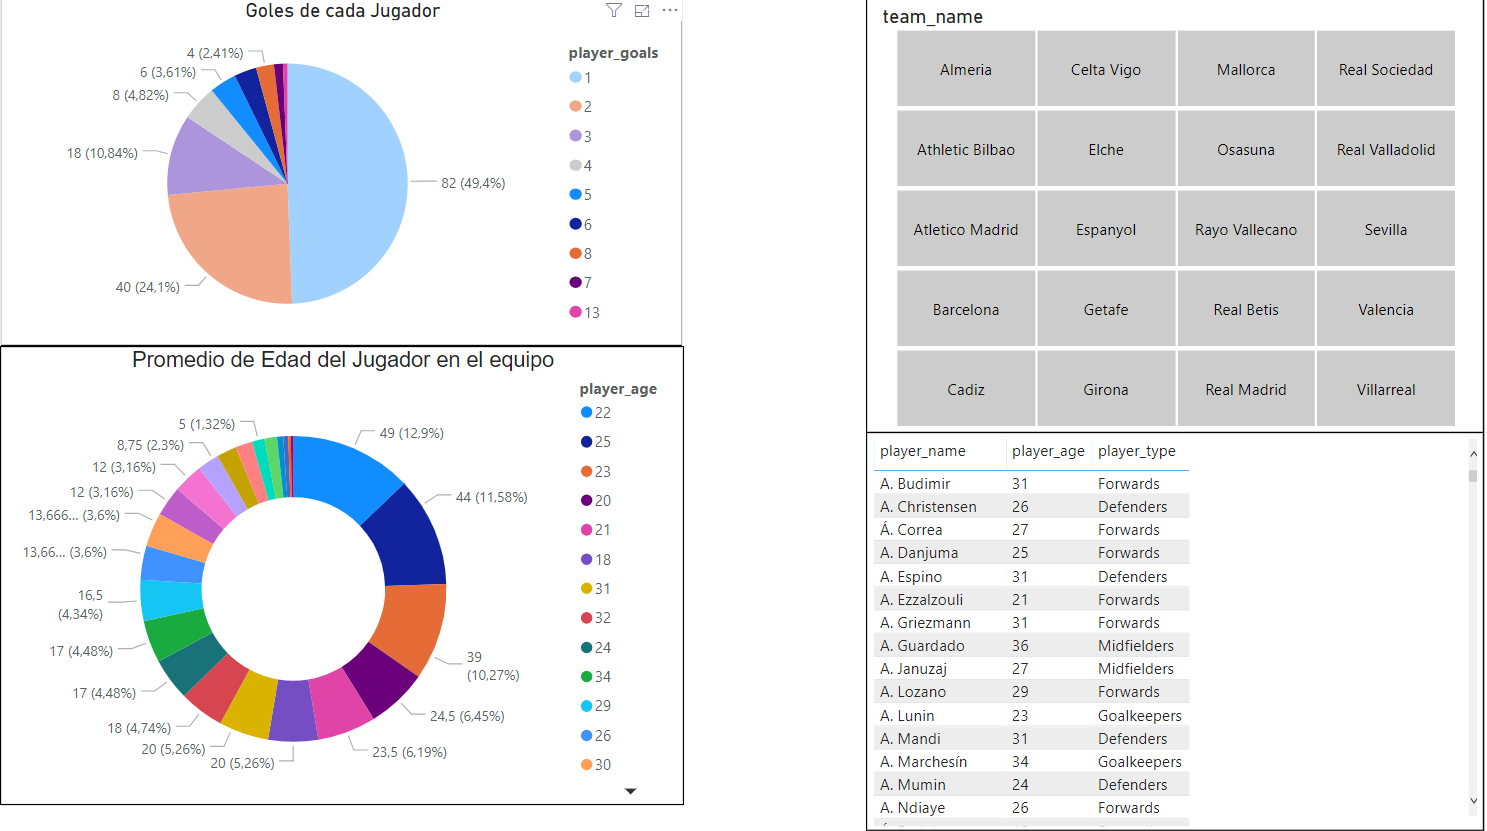 Goles de cada Jugador
4 (2,41%)
6 (3,61%)
8 (4,82%)
18 (10,84%)
82 (49,4%)
40 (24,1%)
player_goals
1
2
3
4
5
6
8
7
13
Promedio de Edad del Jugador en el equipo
5 (1,32%)
8,75 (2,3%)
12 (3,16%)
12 (3,16%)
13,666... (3,6%)
13,66... (3,6%)
16,5
(4,34%)
17 (4,48%)
17 (4,48%)
18 (4,74%)
20 (5,26%)
20 (5,26%)
23,5 (6,19%)
24,5 (6,45%)
39
(10,27%)
44 (11,58%)
49 (12,9%)
player_age
22
25
23
20
21
18
31
32
24
34
29
26
30
team_name
Almeria Celta Vigo Mallorca Real Sociedad
Athletic Bilbao Elche Osasuna Real Valladolid
Atletico Madrid Espanyol Rayo Vallecano Sevilla
Barcelona Getafe Real Betis Valencia
Cadiz Girona Real Madrid Villarreal
player_name player_age player_type
A. Budimir 31 Forwards
A. Christensen 26 Defenders
Á. Correa 27 Forwards
A. Danjuma 25 Forwards
A. Espino 31 Defenders
A. Ezzalzouli 21 Forwards
A. Griezmann 31 Forwards
A. Guardado 36 Midfielders
A. Januzaj 27 Midfielders
A. Lozano 29 Forwards
A. Lunin 23 Goalkeepers
A. Mandi 31 Defenders
A. Marchesín 34 Goalkeepers
A. Mumin 24 Defenders
A. Ndiaye 26 Forwards